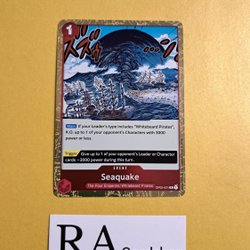 1
Main If your Leader's type includes "Whitebeard Pirates",
K.O. up to 1 of your opponent's Characters with 3000
power or less.
Trigger Give up to 1 of your opponent's Leader or Character
cards −3000 power during this turn.
EVENT
Seaquake
The Four Emperors/Whitebeard Pirates
RA